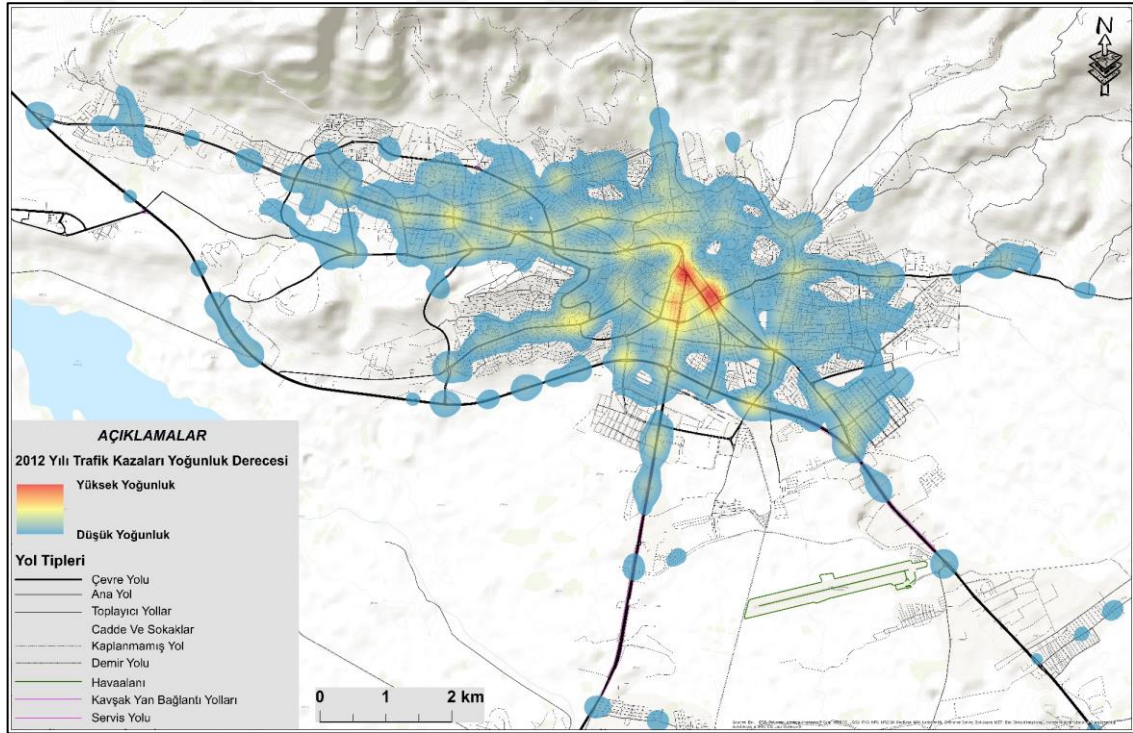 N
AÇIKLAMALAR
2012 Yılı Trafik Kazaları Yoğunluk Derecesi
Yüksek Yoğunluk
Düşük Yoğunluk
Yol Tipleri
Çevre Yolu
Ana Yol
Toplayıcı Yollar
Cadde Ve Sokaklar
Kaplanmamış Yol
Demir Yolu
Havaalanı
Kavşak Yan Bağlantı Yolları
Servis Yolu
0 1 2 km